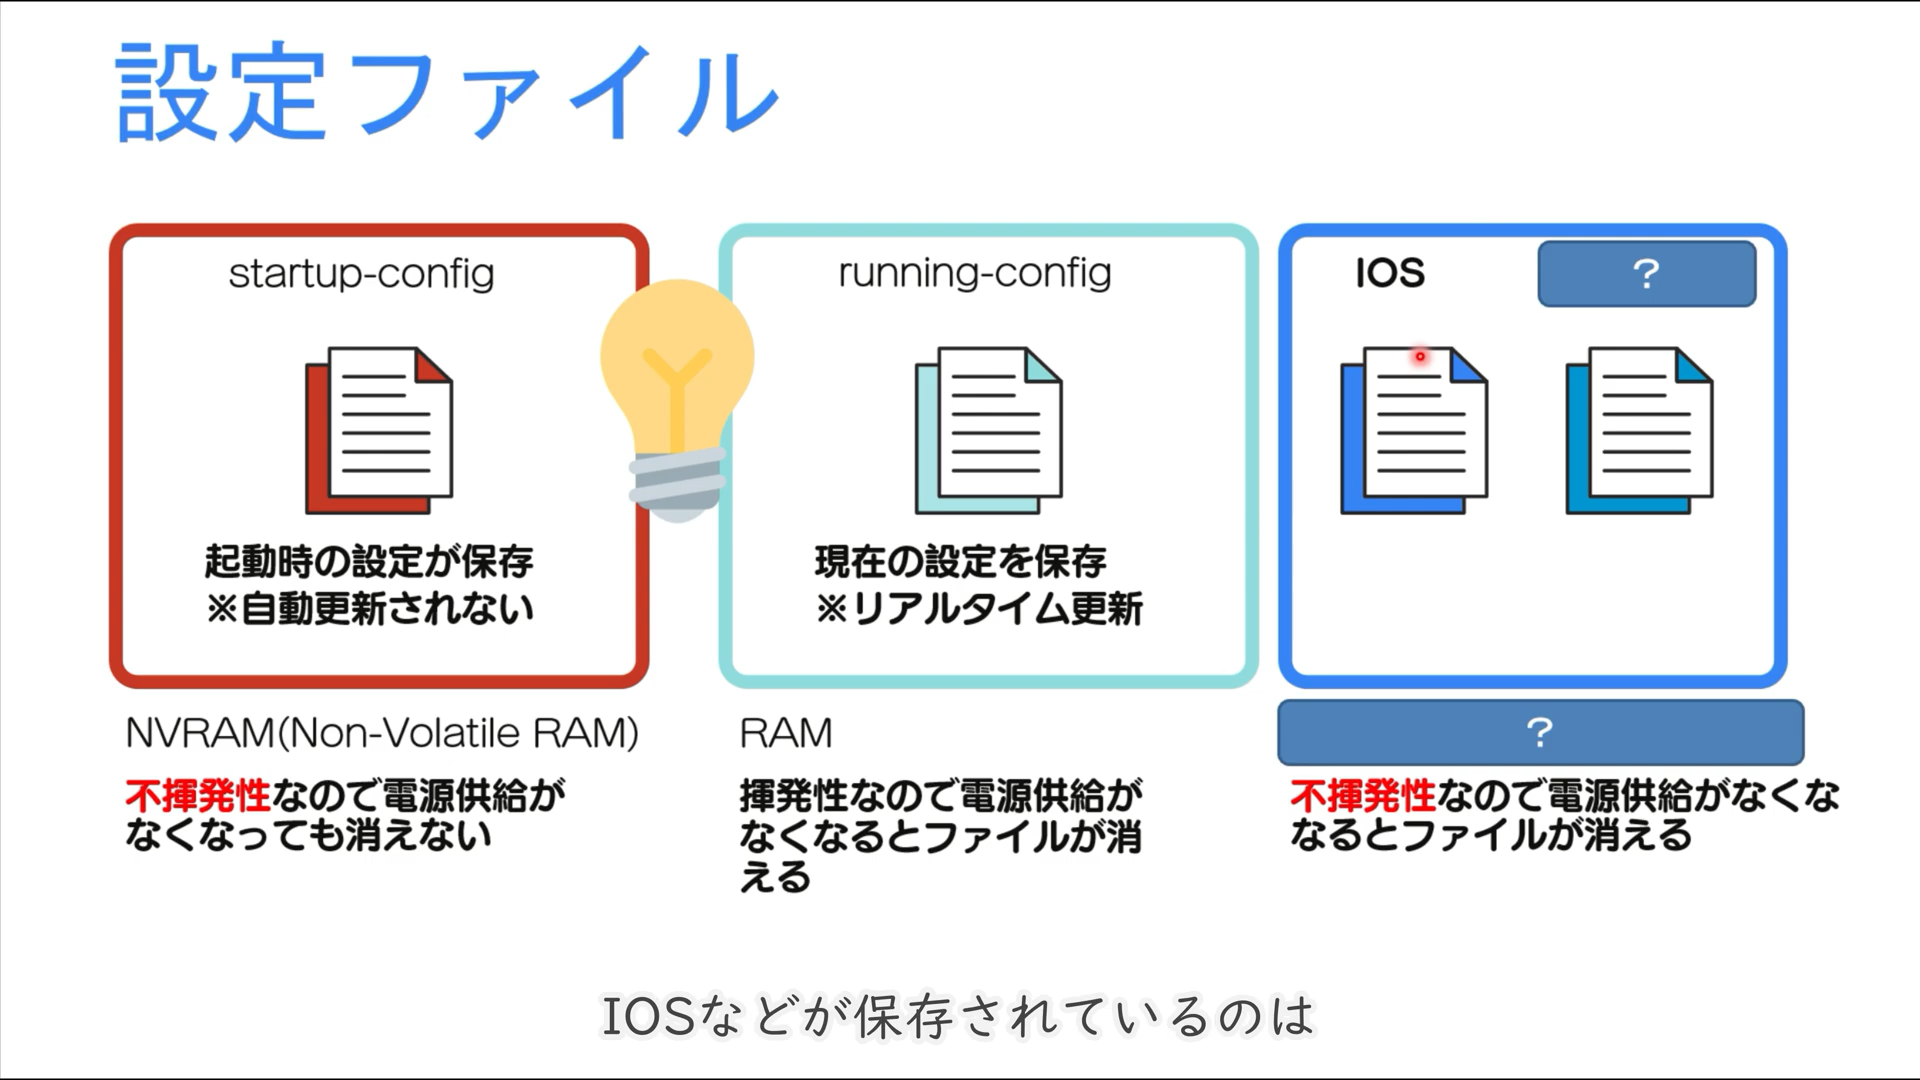 設定ファイル
startup-config
起動時の設定が保存
※自動更新されない
NVRAM(Non-Volatile RAM)
不揮発性なので電源供給が
なくなっても消えない
running-config
現在の設定を保存
※リアルタイム更新
RAM
揮発性なので電源供給が
なくなるとファイルが消
える
IOS
?
?
不揮発性なので電源供給がなくな
なるとファイルが消える
IOSなどが保存されているのは